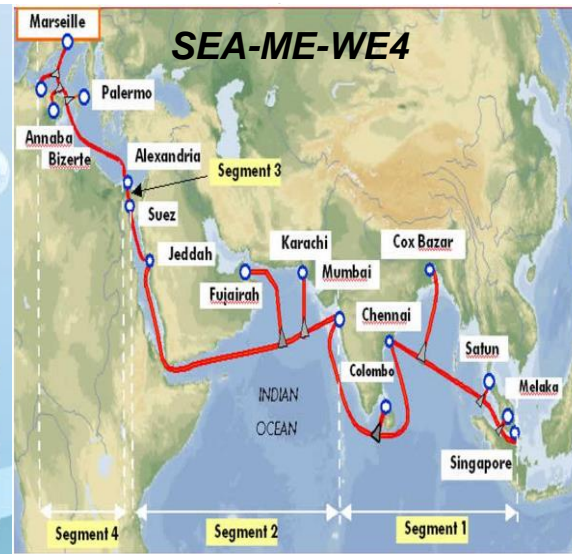 Marseille
SEA-ME-WE4
Palermo
Annaba
Bizerte
Alexandria
Segment 3
Suez
Jeddah
Karachi
Cox Bazar
Mumbai
Fujairah
Chennai
Satun
Colombo
Melaka
INDIAN
OCEAN
Singapore
Segment 4
Segment 2
Segment 1